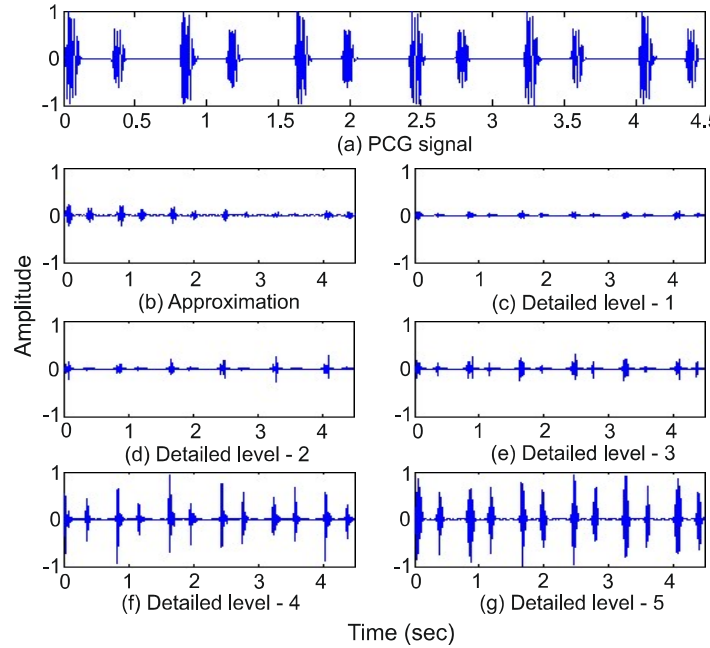 1
0
-1
0 0.5 1 1.5 2 2.5 3 3.5 4 4.5
(a) PCG signal
Amplitude
1
0
-1
0 1 2 3 4
(b) Approximation
1
0
-1
0 1 2 3 4
(c) Detailed level - 1
1
0
-1
0 1 2 3 4
(d) Detailed level - 2
1
0
-1
0 1 2 3 4
(e) Detailed level - 3
1
0
-1
0 1 2 3 4
(f) Detailed level - 4
1
0
-1
0 1 2 3 4
(g) Detailed level - 5
Time (sec)